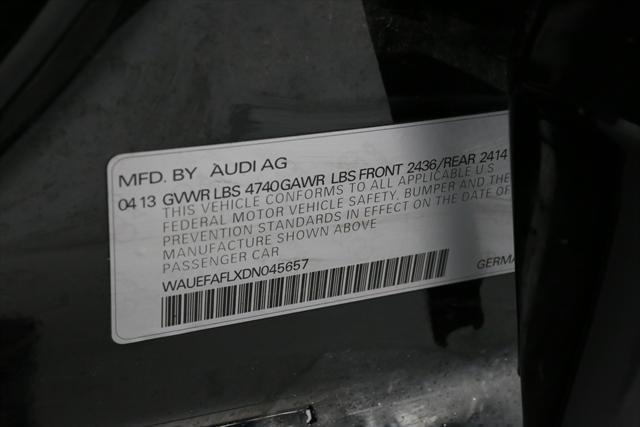 MFD. BY AUDI AG
04 13 GVWR LBS 4740 GAWR LBS FRONT 2436/REAR 2414
THIS VEHICLE CONFORMS TO ALL APPLICABLE U.S
FEDERAL MOTOR VEHICLE SAFETY, BUMPER AND THE
PREVENTION STANDARDS IN EFFECT ON THE DATE OF
MANUFACTURE SHOWN ABOVE
PASSENGER CAR
WAUEFAFLXDN045657
GERMA